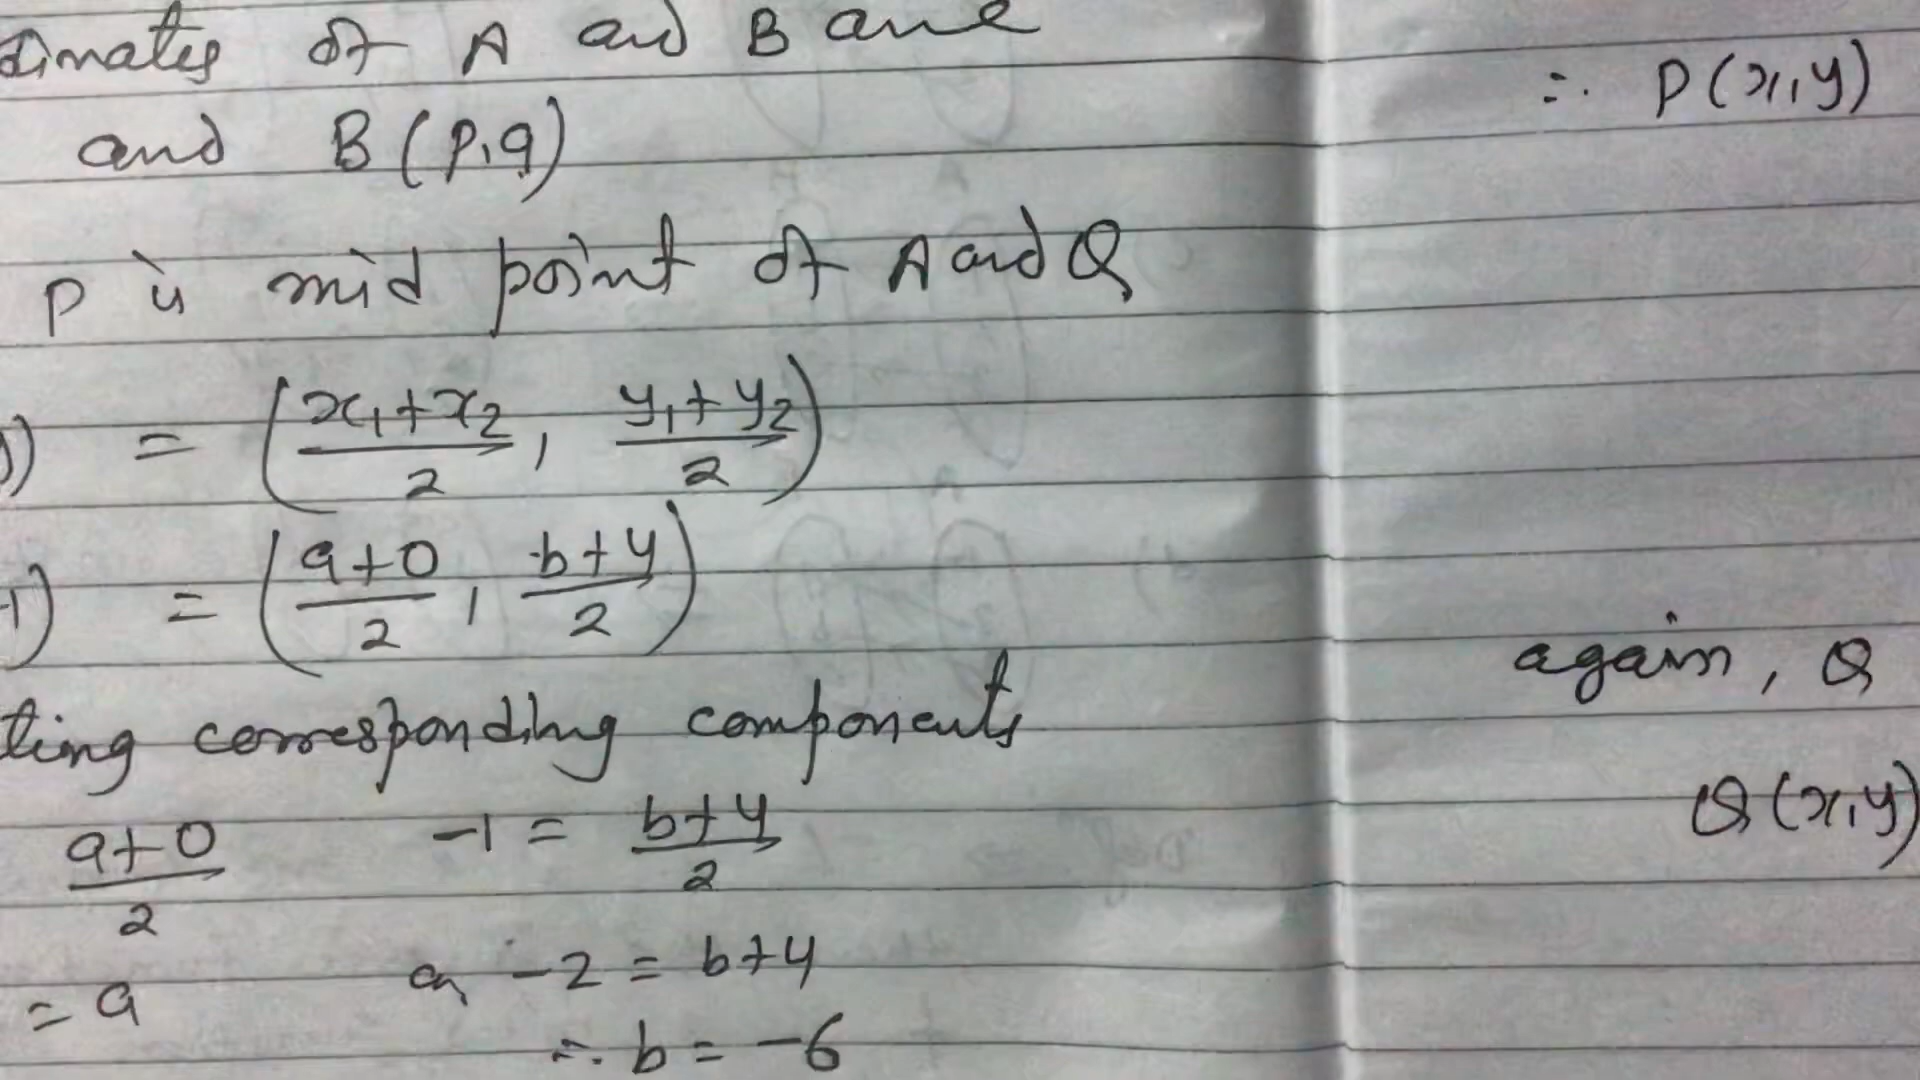 dinates of A and B are
and B(p,q)
P is mid point of A and Q
) = (x₁+x₂/2, y₁+y₂/2)
1) = (a+0/2, b+4/2)
ting corresponding components
a+0/2 -1 = b+4/2
= a or, -2 = b+4
∴ b = -6
∴ P(x,y)
again, Q
Q(x,y)